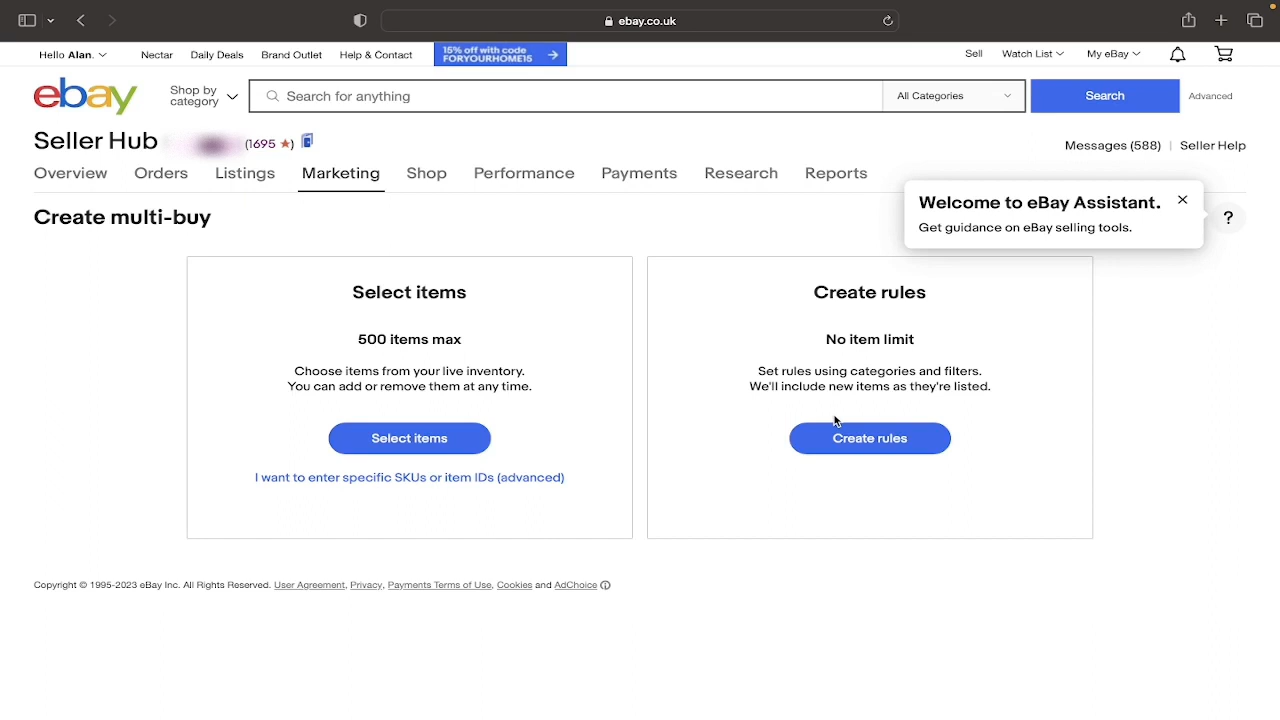 ebay.co.uk
Hello Alan.
Nectar
Daily Deals
Brand Outlet
Help & Contact
15% off with code
FORYOURHOME15
Sell
Watch List
My eBay
ebay
Shop by
category
Search for anything
All Categories
Search
Advanced
Seller Hub
(1695 ★)
Messages (588) | Seller Help
Overview
Orders
Listings
Marketing
Shop
Performance
Payments
Research
Reports
Create multi-buy
Welcome to eBay Assistant.
Get guidance on eBay selling tools.
?
Select items
500 items max
Choose items from your live inventory.
You can add or remove them at any time.
Select items
I want to enter specific SKUs or item IDs (advanced)
Create rules
No item limit
Set rules using categories and filters.
We'll include new items as they're listed.
Create rules
Copyright © 1995-2023 eBay Inc. All Rights Reserved. User Agreement, Privacy, Payments Terms of Use, Cookies and AdChoice